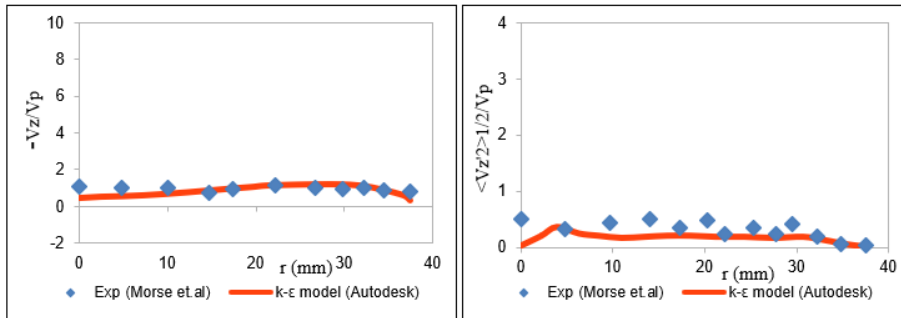 10
8
6
4
2
0
-2
-Vz/Vp
0 10 20 30 40
r (mm)
Exp (Morse et.al) k-ε model (Autodesk)
4
3
2
1
0
<Vz'2>1/2/Vp
0 10 20 30 40
r (mm)
Exp (Morse et.al) k-ε model (Autodesk)